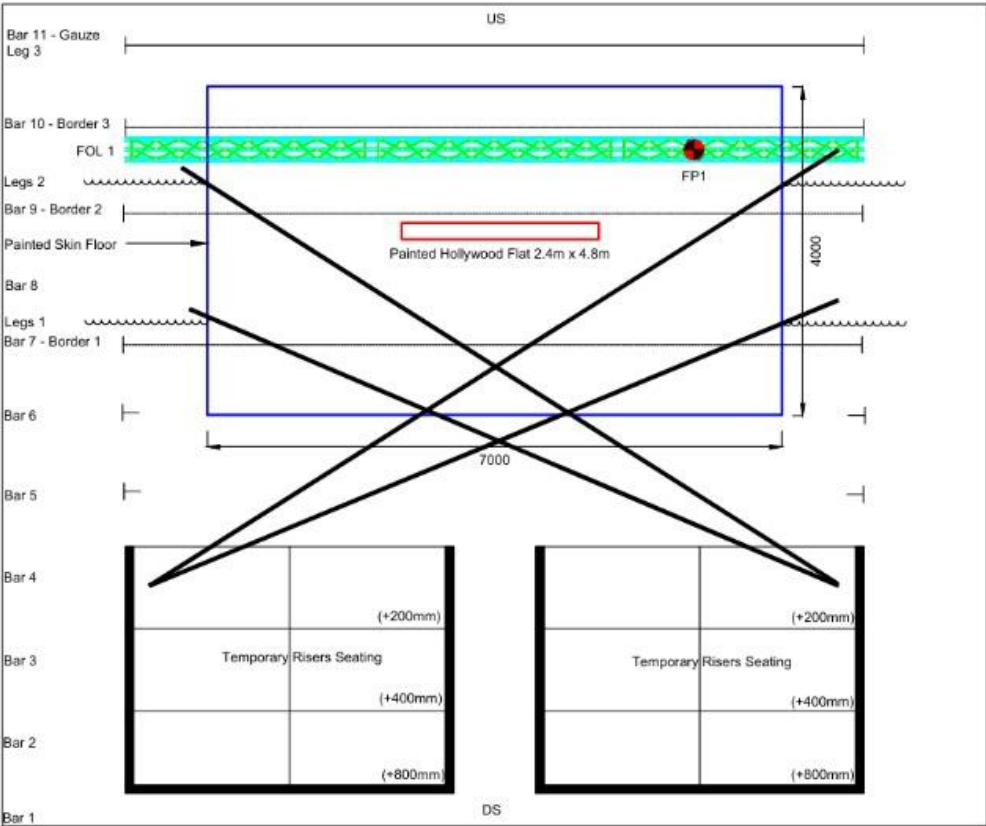 US
Bar 11 - Gauze
Leg 3
Bar 10 - Border 3
FOL 1
FP1
Legs 2
Bar 9 - Border 2
Painted Skin Floor
Painted Hollywood Flat 2.4m x 4.8m
4000
Bar 8
Legs 1
Bar 7 - Border 1
Bar 6
7000
Bar 5
Bar 4
(+200mm)
(+200mm)
Bar 3
Temporary Risers Seating
Temporary Risers Seating
(+400mm)
(+400mm)
Bar 2
(+800mm)
(+800mm)
DS
Bar 1